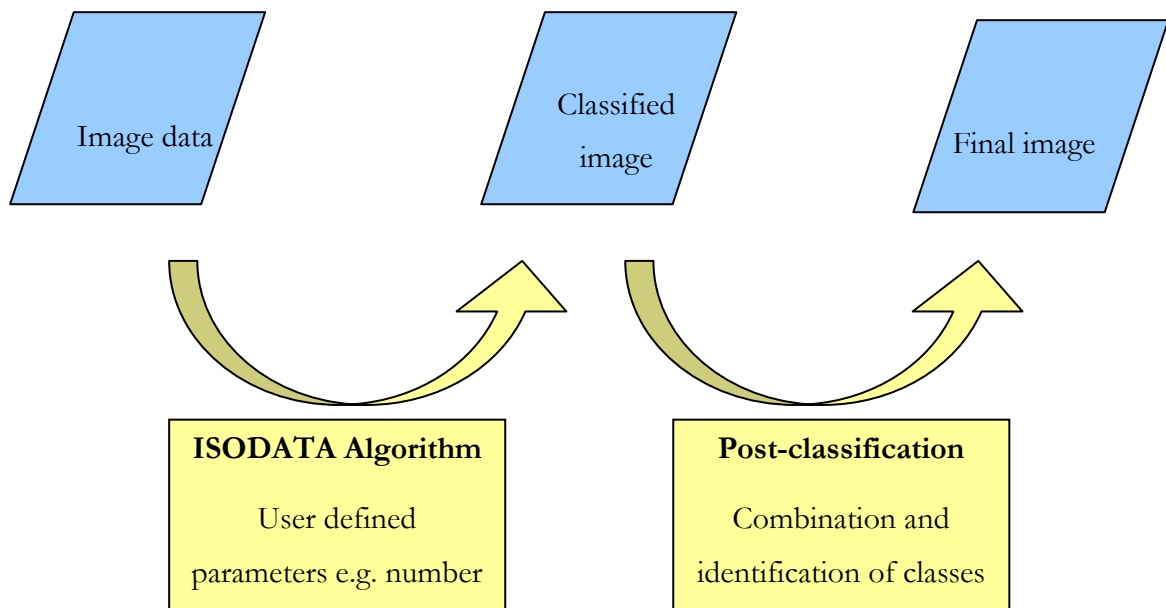 Image data
Classified
image
Final image
ISODATA Algorithm
User defined
parameters e.g. number
Post-classification
Combination and
identification of classes